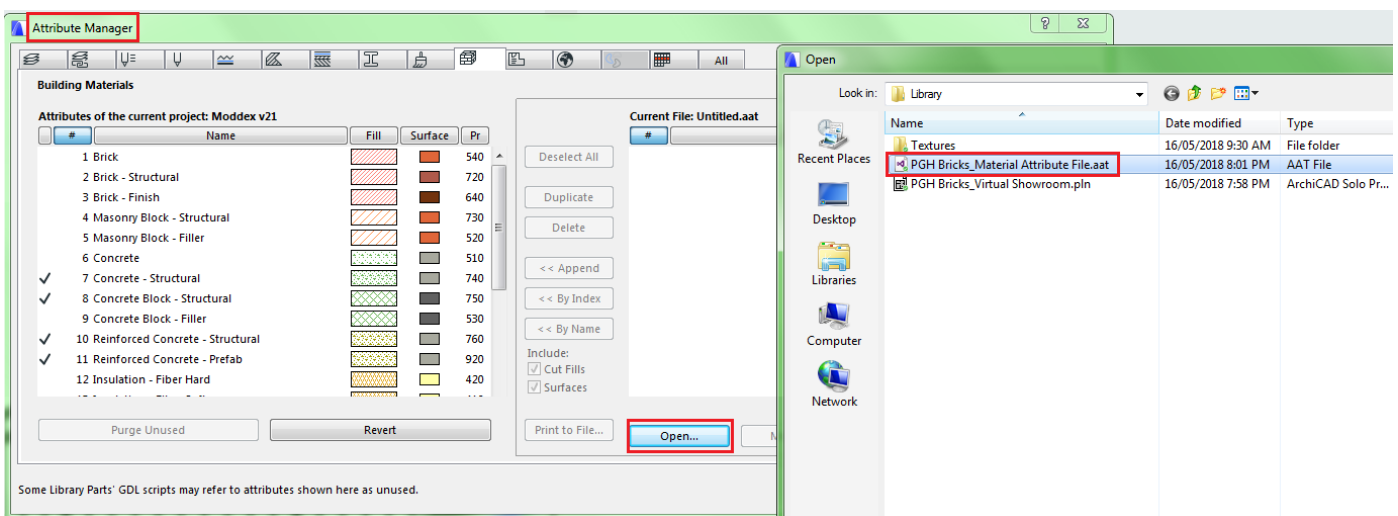 Attribute Manager
All
Building Materials
Attributes of the current project: Moddex v21
# Name Fill Surface Pr
1 Brick 540
2 Brick - Structural 720
3 Brick - Finish 640
4 Masonry Block - Structural 730
5 Masonry Block - Filler 520
6 Concrete 510
7 Concrete - Structural 740
8 Concrete Block - Structural 750
9 Concrete Block - Filler 530
10 Reinforced Concrete - Structural 760
11 Reinforced Concrete - Prefab 920
12 Insulation - Fiber Hard 420
Purge Unused Revert
Some Library Parts' GDL scripts may refer to attributes shown here as unused.
Deselect All
Duplicate
Delete
<< Append
<< By Index
<< By Name
Include:
Cut Fills
Surfaces
Print to File...
Current File: Untitled.aat
#
Open...
Open
Look in: Library
Recent Places
Desktop
Libraries
Computer
Network
Name Date modified Type
Textures 16/05/2018 9:30 AM File folder
PGH Bricks_Material Attribute File.aat 16/05/2018 8:01 PM AAT File
PGH Bricks_Virtual Showroom.pln 16/05/2018 7:58 PM ArchiCAD Solo Pr...